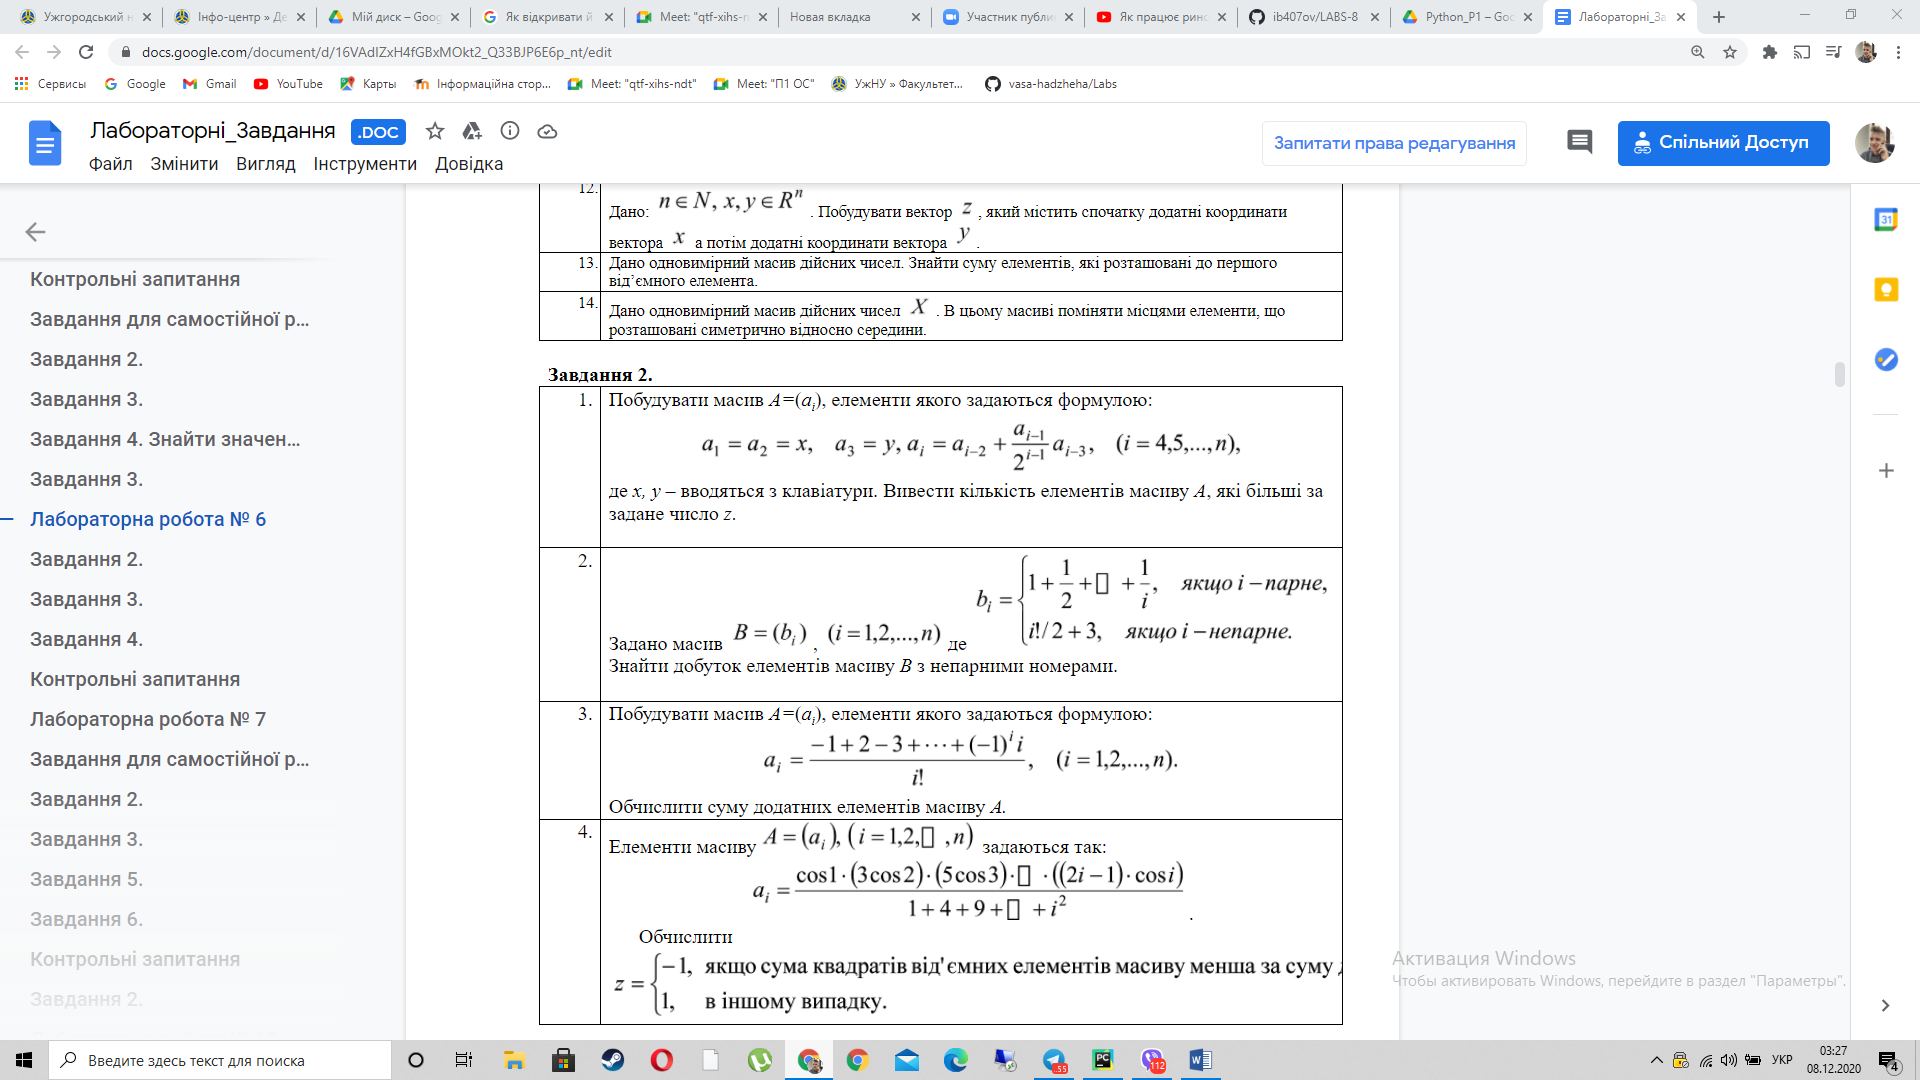 Ужгородський н
Інфо-центр » Де
Мій диск – Goo
Як відкривати й
Meet: "qtf-xihs-n
Новая вкладка
Участник публи
Як працює рин
ib407ov/LABS-8
Python_P1 – Goo
Лабораторні_За
docs.google.com/document/d/16VAdIZxH4fGBxMOkt2_Q33BJP6E6p_nt/edit
Сервисы Google Gmail YouTube Карты Інформаційна стор... Meet: "qtf-xihs-ndt" Meet: "П1 ОС" УжНУ » Факультет... vasa-hadzheha/Labs
Лабораторні_Завдання .DOC
Файл Змінити Вигляд Інструменти Довідка
Запитати права редагування
Спільний Доступ
Контрольні запитання
Завдання для самостійної р...
Завдання 2.
Завдання 3.
Завдання 4. Знайти значен...
Завдання 3.
Лабораторна робота № 6
Завдання 2.
Завдання 3.
Завдання 4.
Контрольні запитання
Лабораторна робота № 7
Завдання для самостійної р...
Завдання 2.
Завдання 3.
Завдання 5.
Завдання 6.
Контрольні запитання
Завдання 2.
12.
Дано: n ∈ N, x, y ∈ Rⁿ . Побудувати вектор z , який містить спочатку додатні координати
вектора x а потім додатні координати вектора y .
13. Дано одновимірний масив дійсних чисел. Знайти суму елементів, які розташовані до першого
від’ємного елемента.
14. Дано одновимірний масив дійсних чисел X . В цьому масиві поміняти місцями елементи, що
розташовані симетрично відносно середини.
Завдання 2.
1. Побудувати масив A=(aᵢ), елементи якого задаються формулою:
a₁ = a₂ = x, a₃ = y, aᵢ = aᵢ₋₂ + aᵢ₋₁/2ⁱ⁻¹ aᵢ₋₃, (i = 4,5,...,n),
де x, y – вводяться з клавіатури. Вивести кількість елементів масиву A, які більші за
задане число z.
2. Задано масив B = (bᵢ) , (i = 1,2,...,n) де bᵢ = {1 + 1/2 + ▯ + 1/i, якщо i – парне,
i!/2 + 3, якщо i – непарне.
Знайти добуток елементів масиву B з непарними номерами.
3. Побудувати масив A=(aᵢ), елементи якого задаються формулою:
aᵢ = (−1 + 2 − 3 + ⋯ + (−1)ⁱ i)/i!, (i = 1,2,...,n).
Обчислити суму додатних елементів масиву A.
4. Елементи масиву A = (aᵢ), (i = 1,2,▯ ,n) задаються так:
aᵢ = cos1·(3cos2)·(5cos3)·▯ ·((2i−1)·cosi)/(1 + 4 + 9 + ▯ + i²) .
Обчислити
z = {−1, якщо сума квадратів від'ємних елементів масиву менша за суму
1, в іншому випадку.
Активация Windows
Чтобы активировать Windows, перейдите в раздел "Параметры".
31
Введите здесь текст для поиска
PC
..55
112
W
УКР
03:27
08.12.2020
4